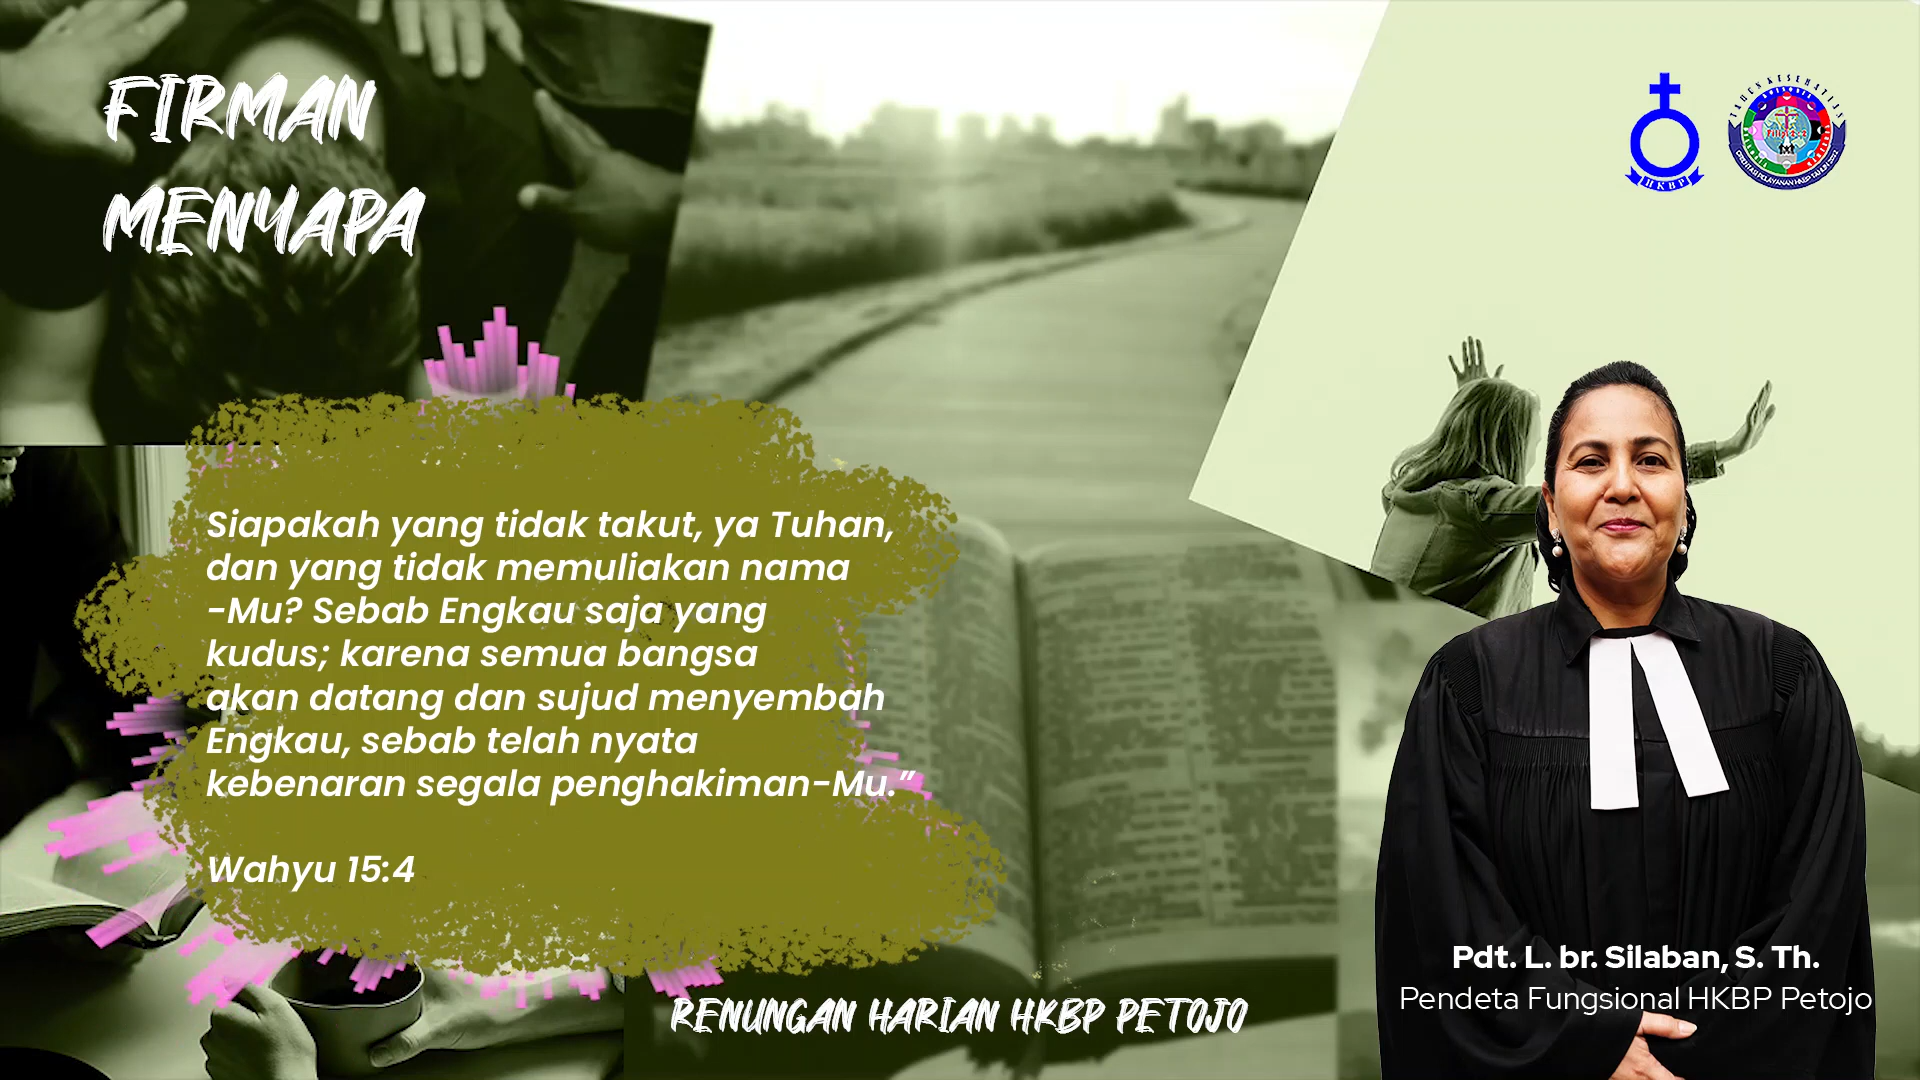 FIRMAN
MENYAPA
HKBP
Siapakah yang tidak takut, ya Tuhan,
dan yang tidak memuliakan nama
-Mu? Sebab Engkau saja yang
kudus; karena semua bangsa
akan datang dan sujud menyembah
Engkau, sebab telah nyata
kebenaran segala penghakiman-Mu.”
Wahyu 15:4
Pdt. L. br. Silaban, S. Th.
Pendeta Fungsional HKBP Petojo
RENUNGAN HARIAN HKBP PETOJO